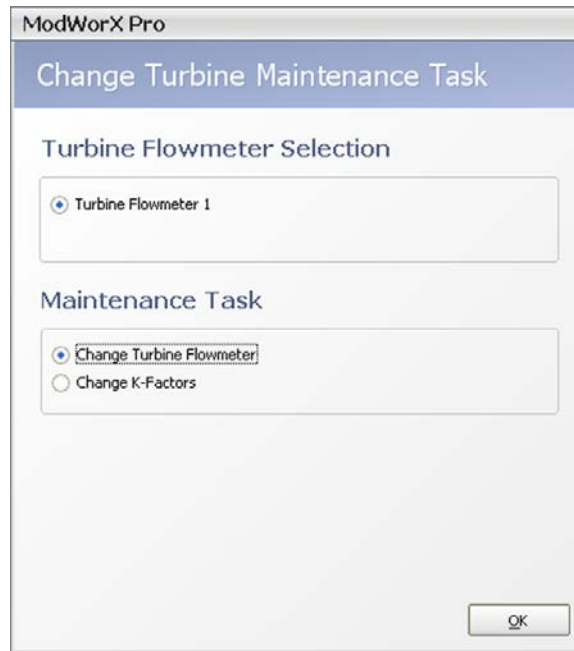 ModWorX Pro
Change Turbine Maintenance Task
Turbine Flowmeter Selection
Turbine Flowmeter 1
Maintenance Task
Change Turbine Flowmeter
Change K-Factors
OK